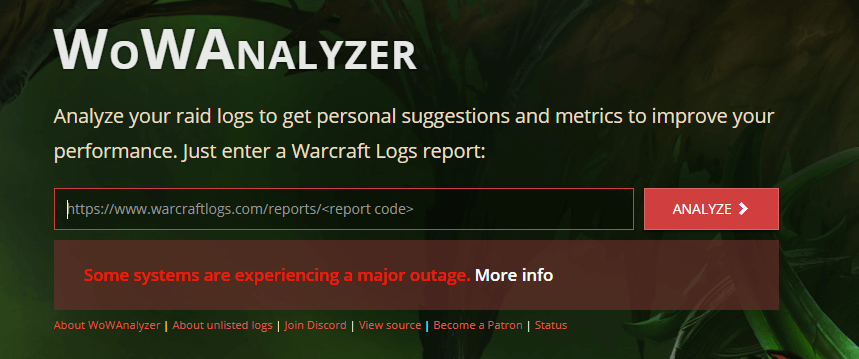 WoWAnalyzer
Analyze your raid logs to get personal suggestions and metrics to improve your
performance. Just enter a Warcraft Logs report:
https://www.warcraftlogs.com/reports/<report code>
ANALYZE
Some systems are experiencing a major outage. More info
About WoWAnalyzer | About unlisted logs | Join Discord | View source | Become a Patron | Status